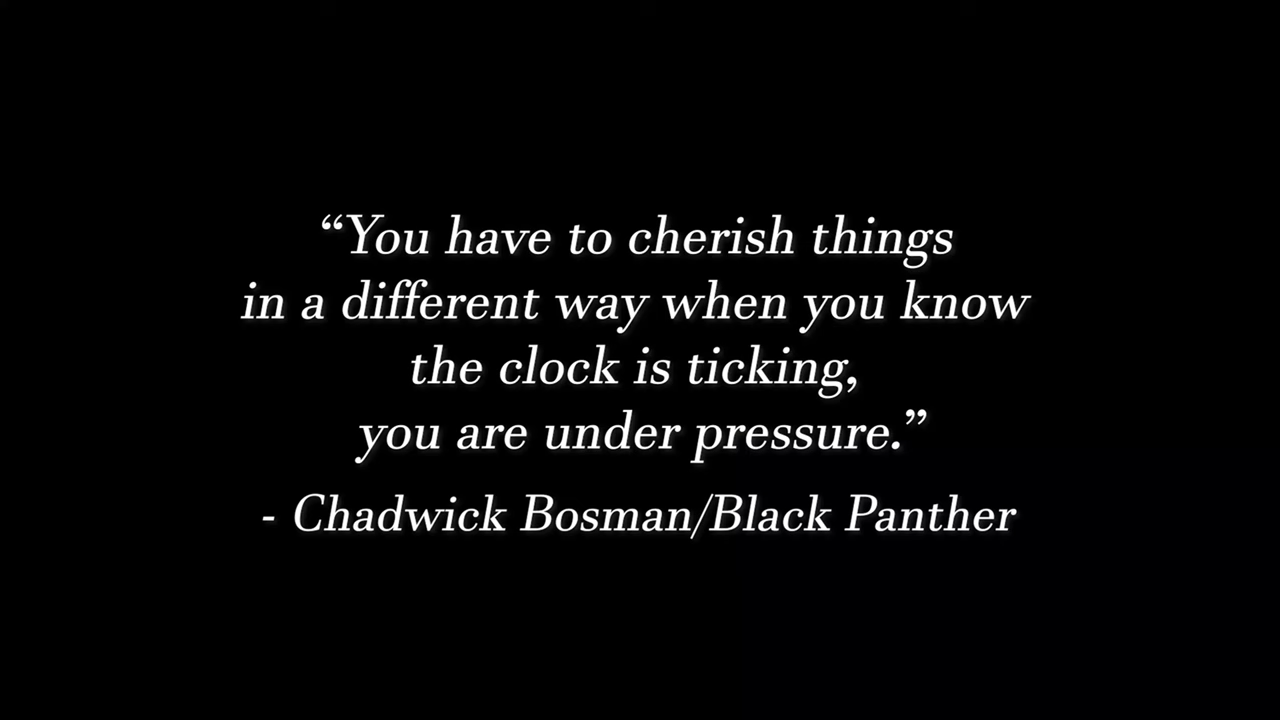 “You have to cherish things
in a different way when you know
the clock is ticking,
you are under pressure.”
- Chadwick Bosman/Black Panther